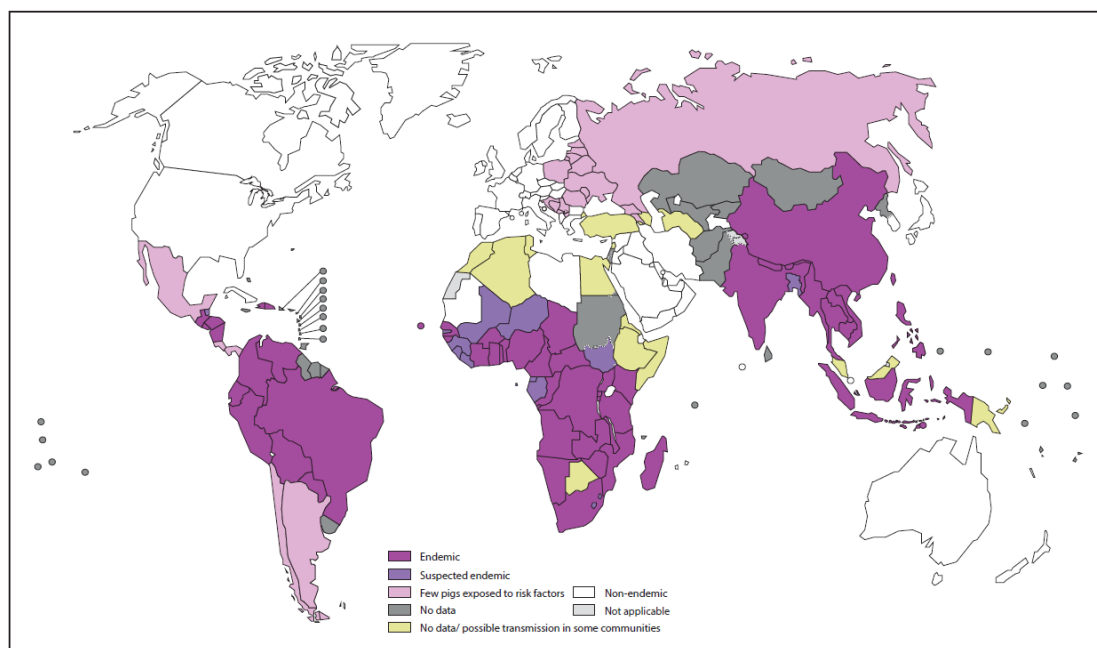 Endemic
Suspected endemic
Few pigs exposed to risk factors
Non-endemic
No data
Not applicable
No data/ possible transmission in some communities